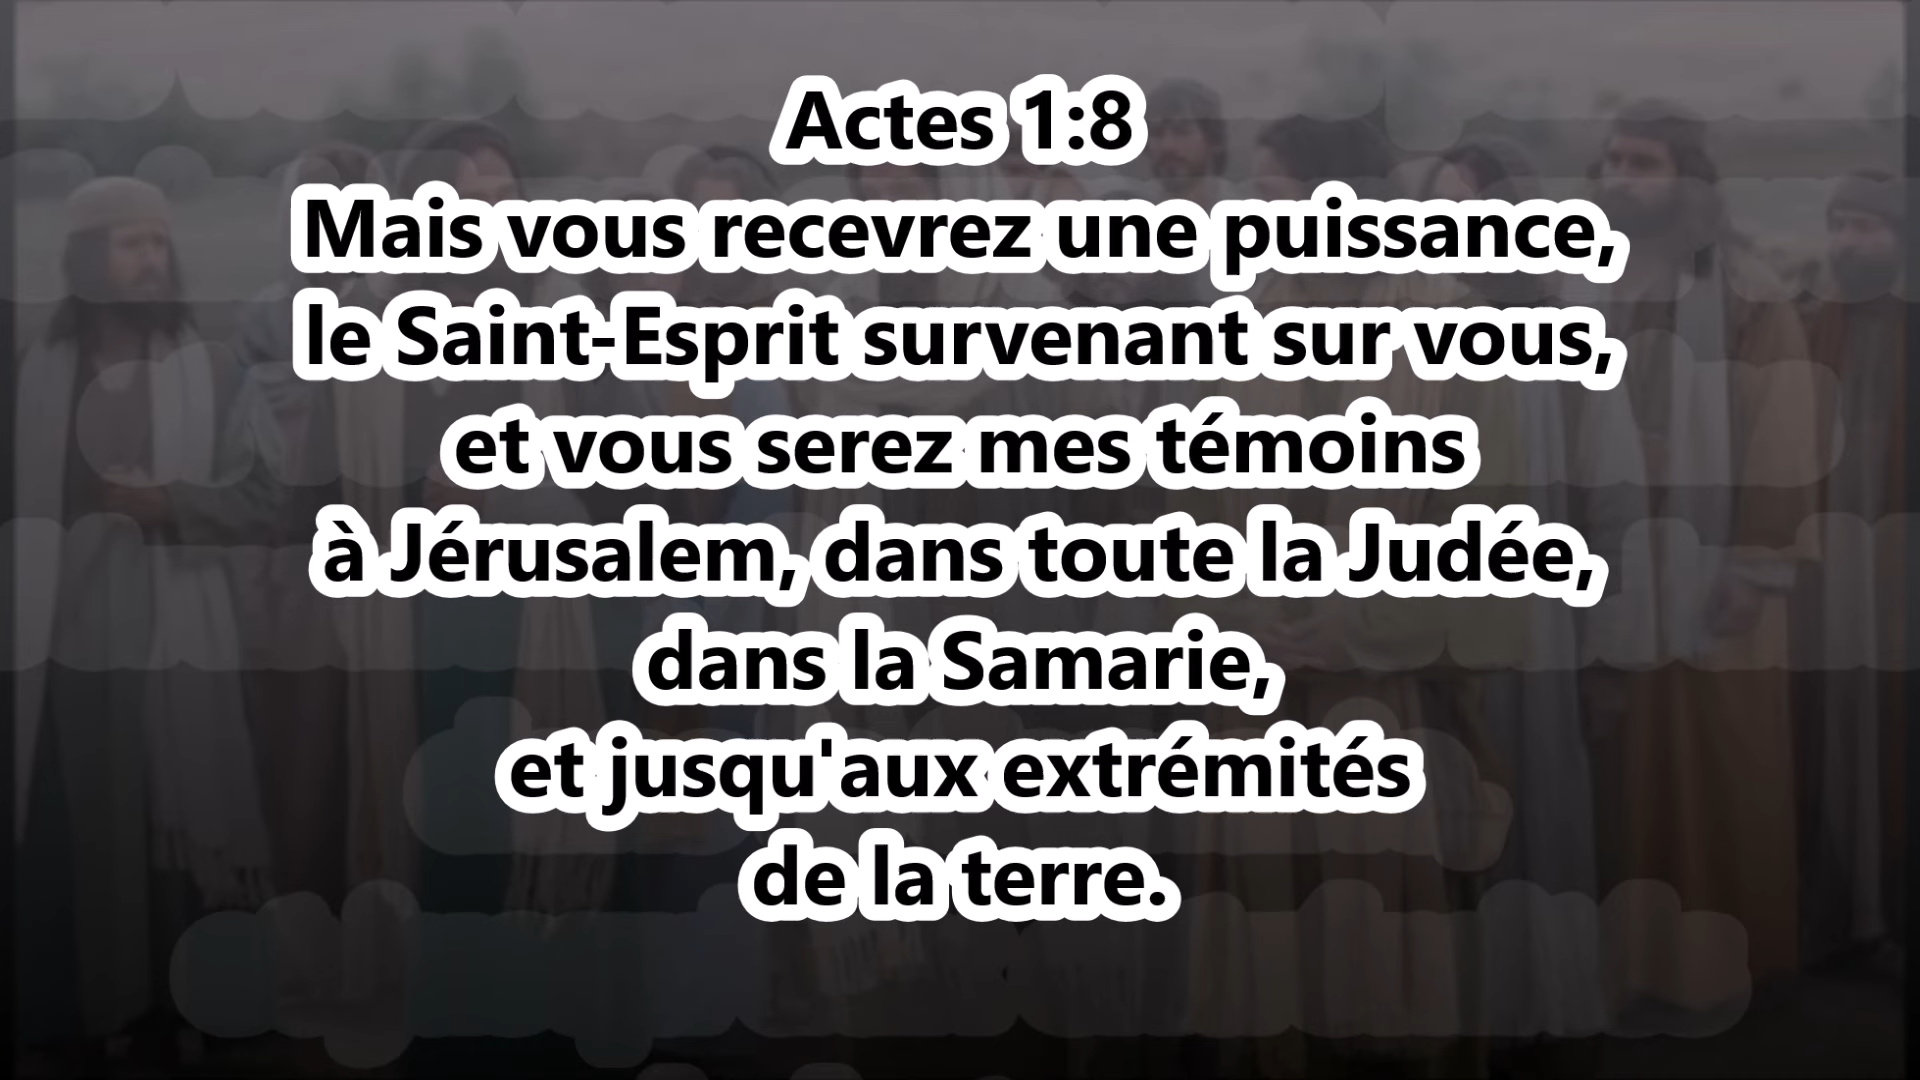 Actes 1:8
Mais vous recevrez une puissance,
le Saint-Esprit survenant sur vous,
et vous serez mes témoins
à Jérusalem, dans toute la Judée,
dans la Samarie,
et jusqu'aux extrémités
de la terre.